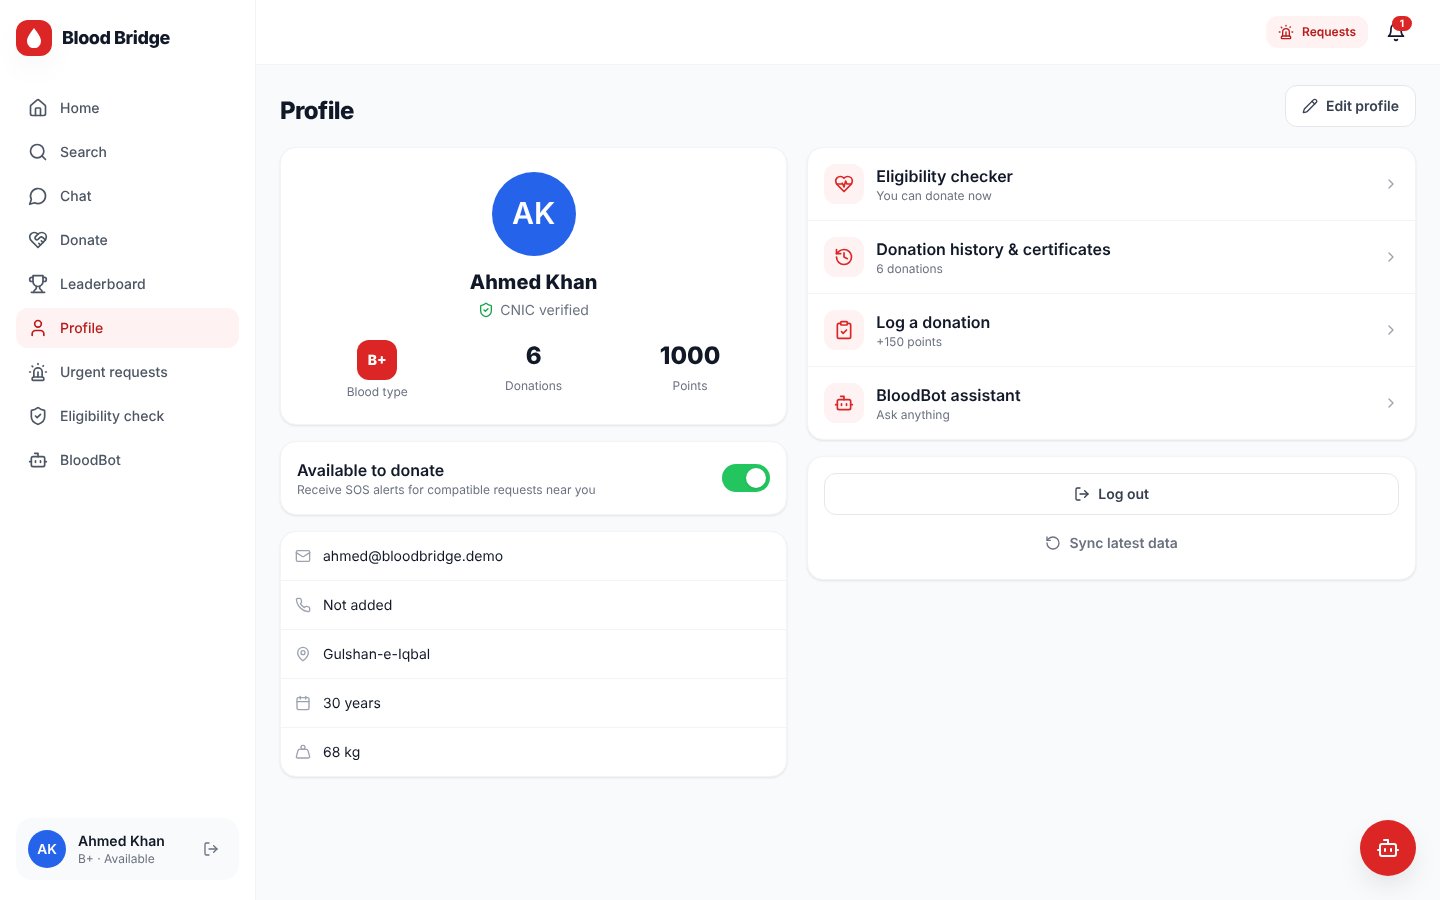 Blood Bridge
Home
Search
Chat
Donate
Leaderboard
Profile
Urgent requests
Eligibility check
BloodBot
AK
Ahmed Khan
B+ · Available
Requests
1
Profile
Edit profile
AK
Ahmed Khan
CNIC verified
B+
Blood type
6
Donations
1000
Points
Available to donate
Receive SOS alerts for compatible requests near you
ahmed@bloodbridge.demo
Not added
Gulshan-e-Iqbal
30 years
68 kg
Eligibility checker
You can donate now
Donation history & certificates
6 donations
Log a donation
+150 points
BloodBot assistant
Ask anything
Log out
Sync latest data